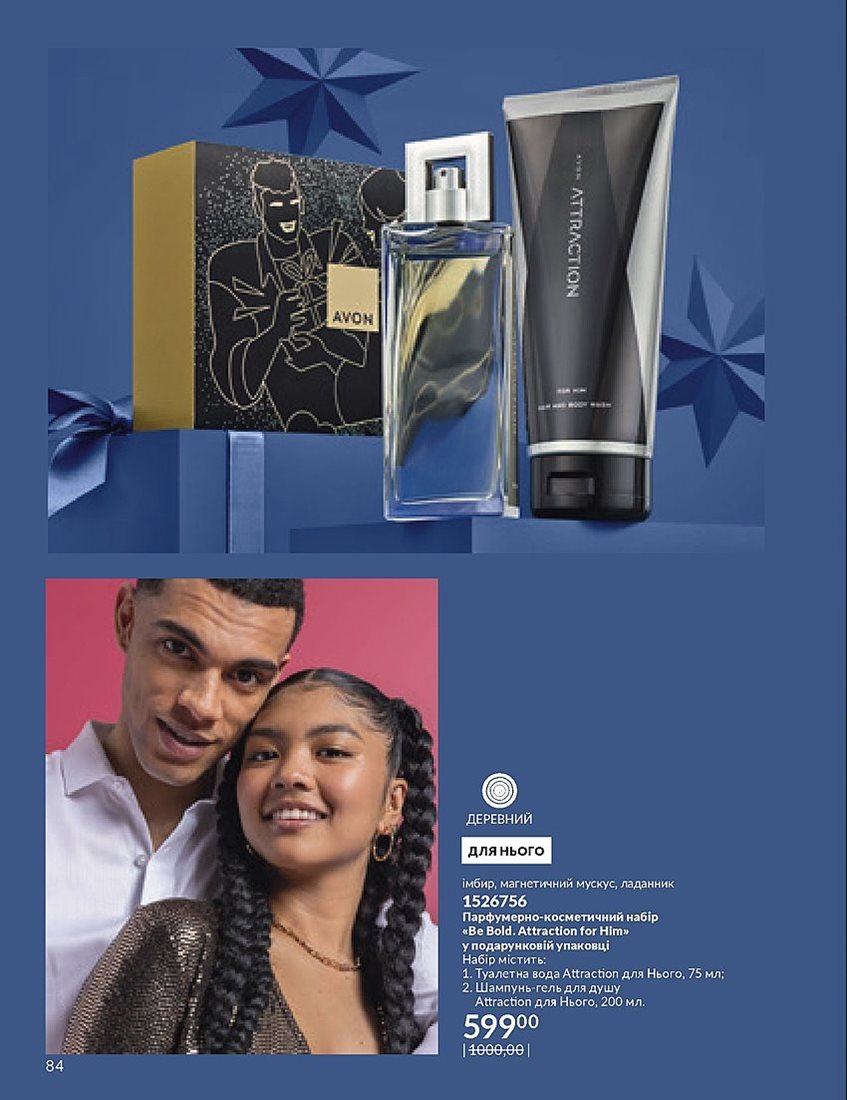 AVON
AVON ATTRACTION
FOR HIM
HAIR AND BODY WASH
ДЕРЕВНИЙ
ДЛЯ НЬОГО
імбир, магнетичний мускус, ладанник
1526756
Парфумерно-косметичний набір
«Be Bold. Attraction for Him»
у подарунковій упаковці
Набір містить:
1. Туалетна вода Attraction для Нього, 75 мл;
2. Шампунь-гель для душу
Attraction для Нього, 200 мл.
599⁰⁰
|1000,00|
84